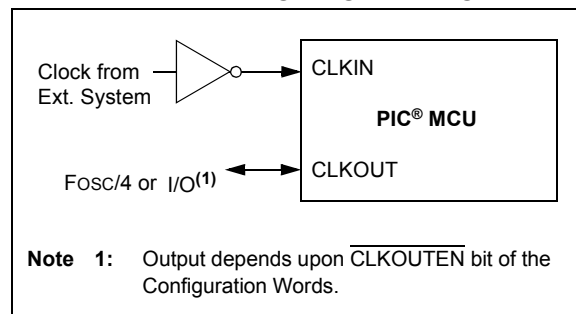 Clock from
Ext. System
CLKIN
PIC® MCU
FOSC/4 or I/O(1)
CLKOUT
Note 1: Output depends upon CLKOUTEN bit of the
Configuration Words.